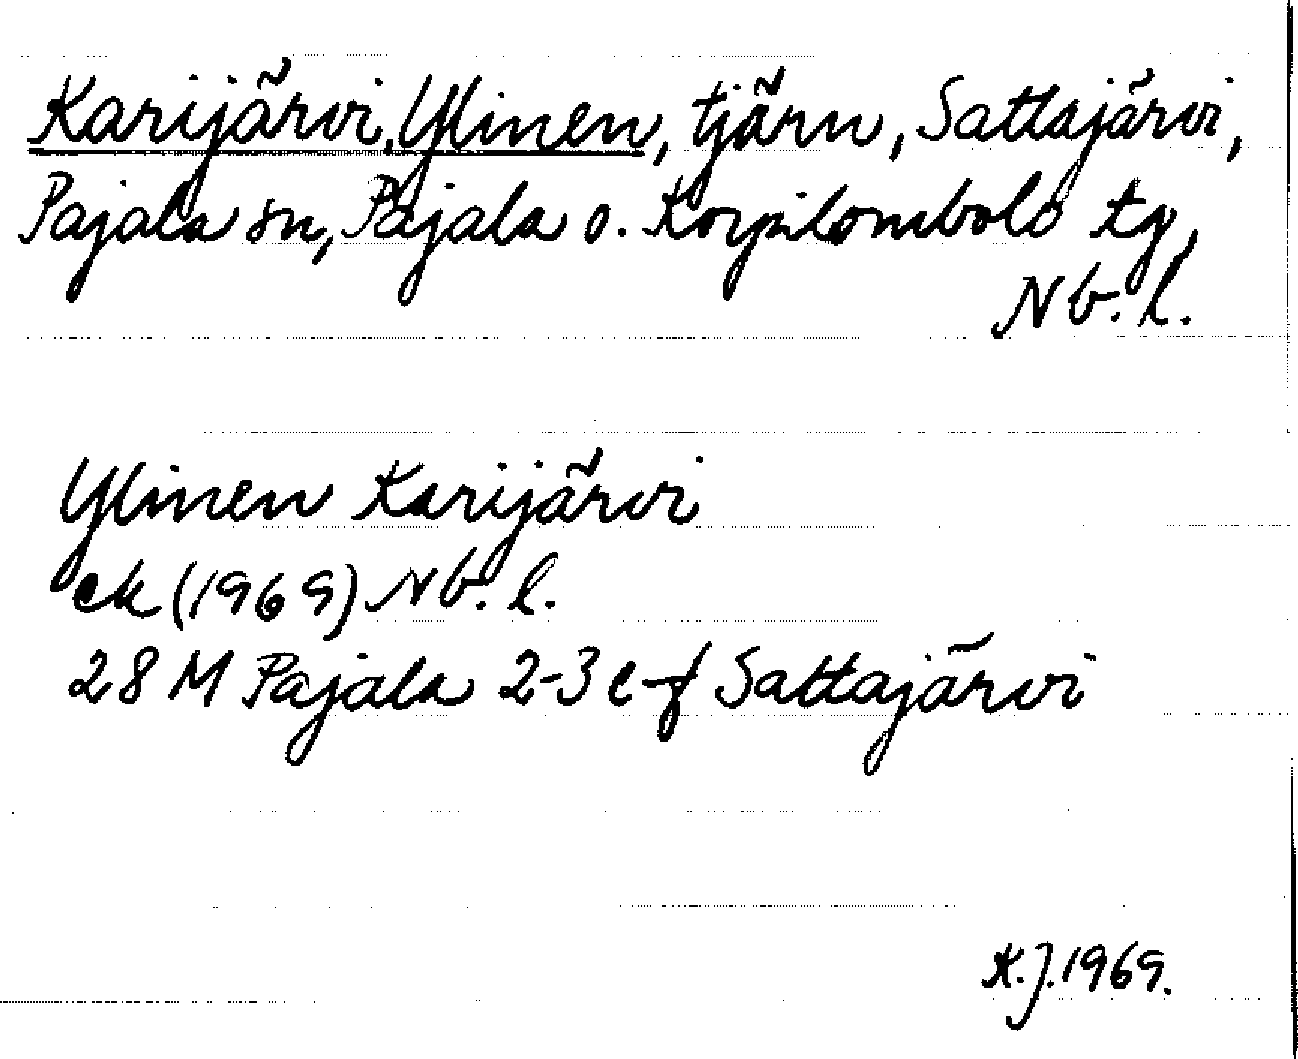 Karijärvi, Ylinen, tjärn, Sattajärvi,
Pajala sn, Pajala o. Korpilombolo tg,
Nb. l.
Ylinen Karijärvi
ek (1969) Nb. l.
28 M Pajala 2-3 e-f Sattajärvi
K.J. 1969.